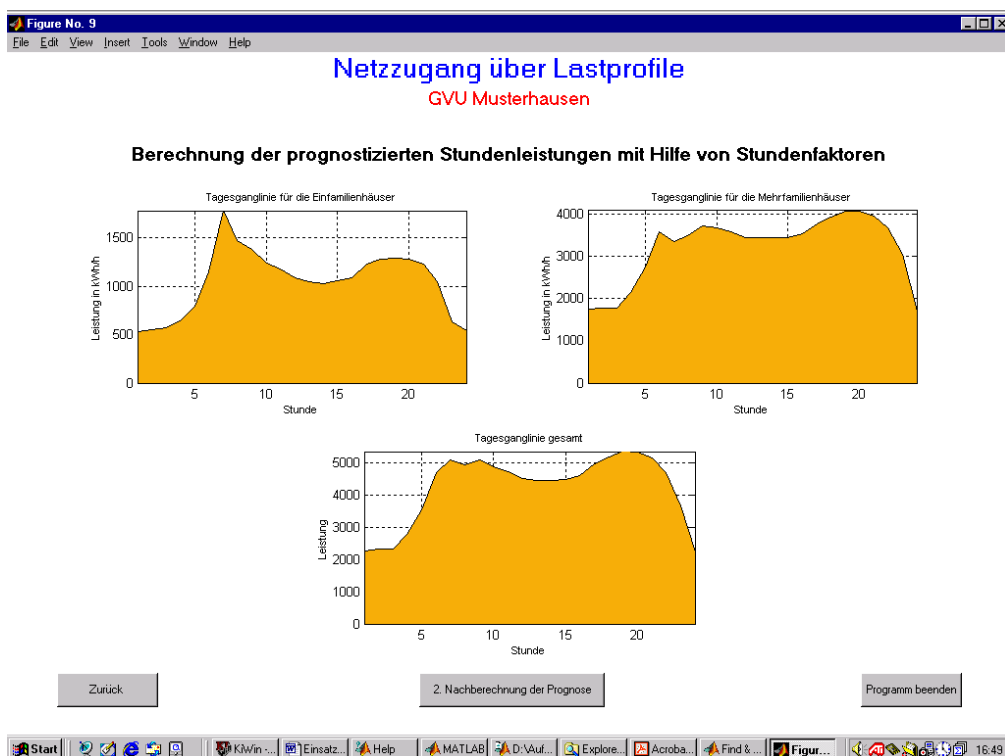 Figure No. 9
File Edit View Insert Tools Window Help
Netzzugang über Lastprofile
GVU Musterhausen
Berechnung der prognostizierten Stundenleistungen mit Hilfe von Stundenfaktoren
Tagesganglinie für die Einfamilienhäuser
1500
1000
500
0
Leistung in kWh/h
5 10 15 20
Stunde
Tagesganglinie für die Mehrfamilienhäuser
4000
3000
2000
1000
0
Leistung in kWh/h
5 10 15 20
Stunde
Tagesganglinie gesamt
5000
4000
3000
2000
1000
0
Leistung
5 10 15 20
Stunde
Zurück
2. Nachberechnung der Prognose
Programm beenden
Start KiWin -... Einsatz... Help MATLAB D:\Auf... Explore... Acroba... Find & ... Figur... 16:49